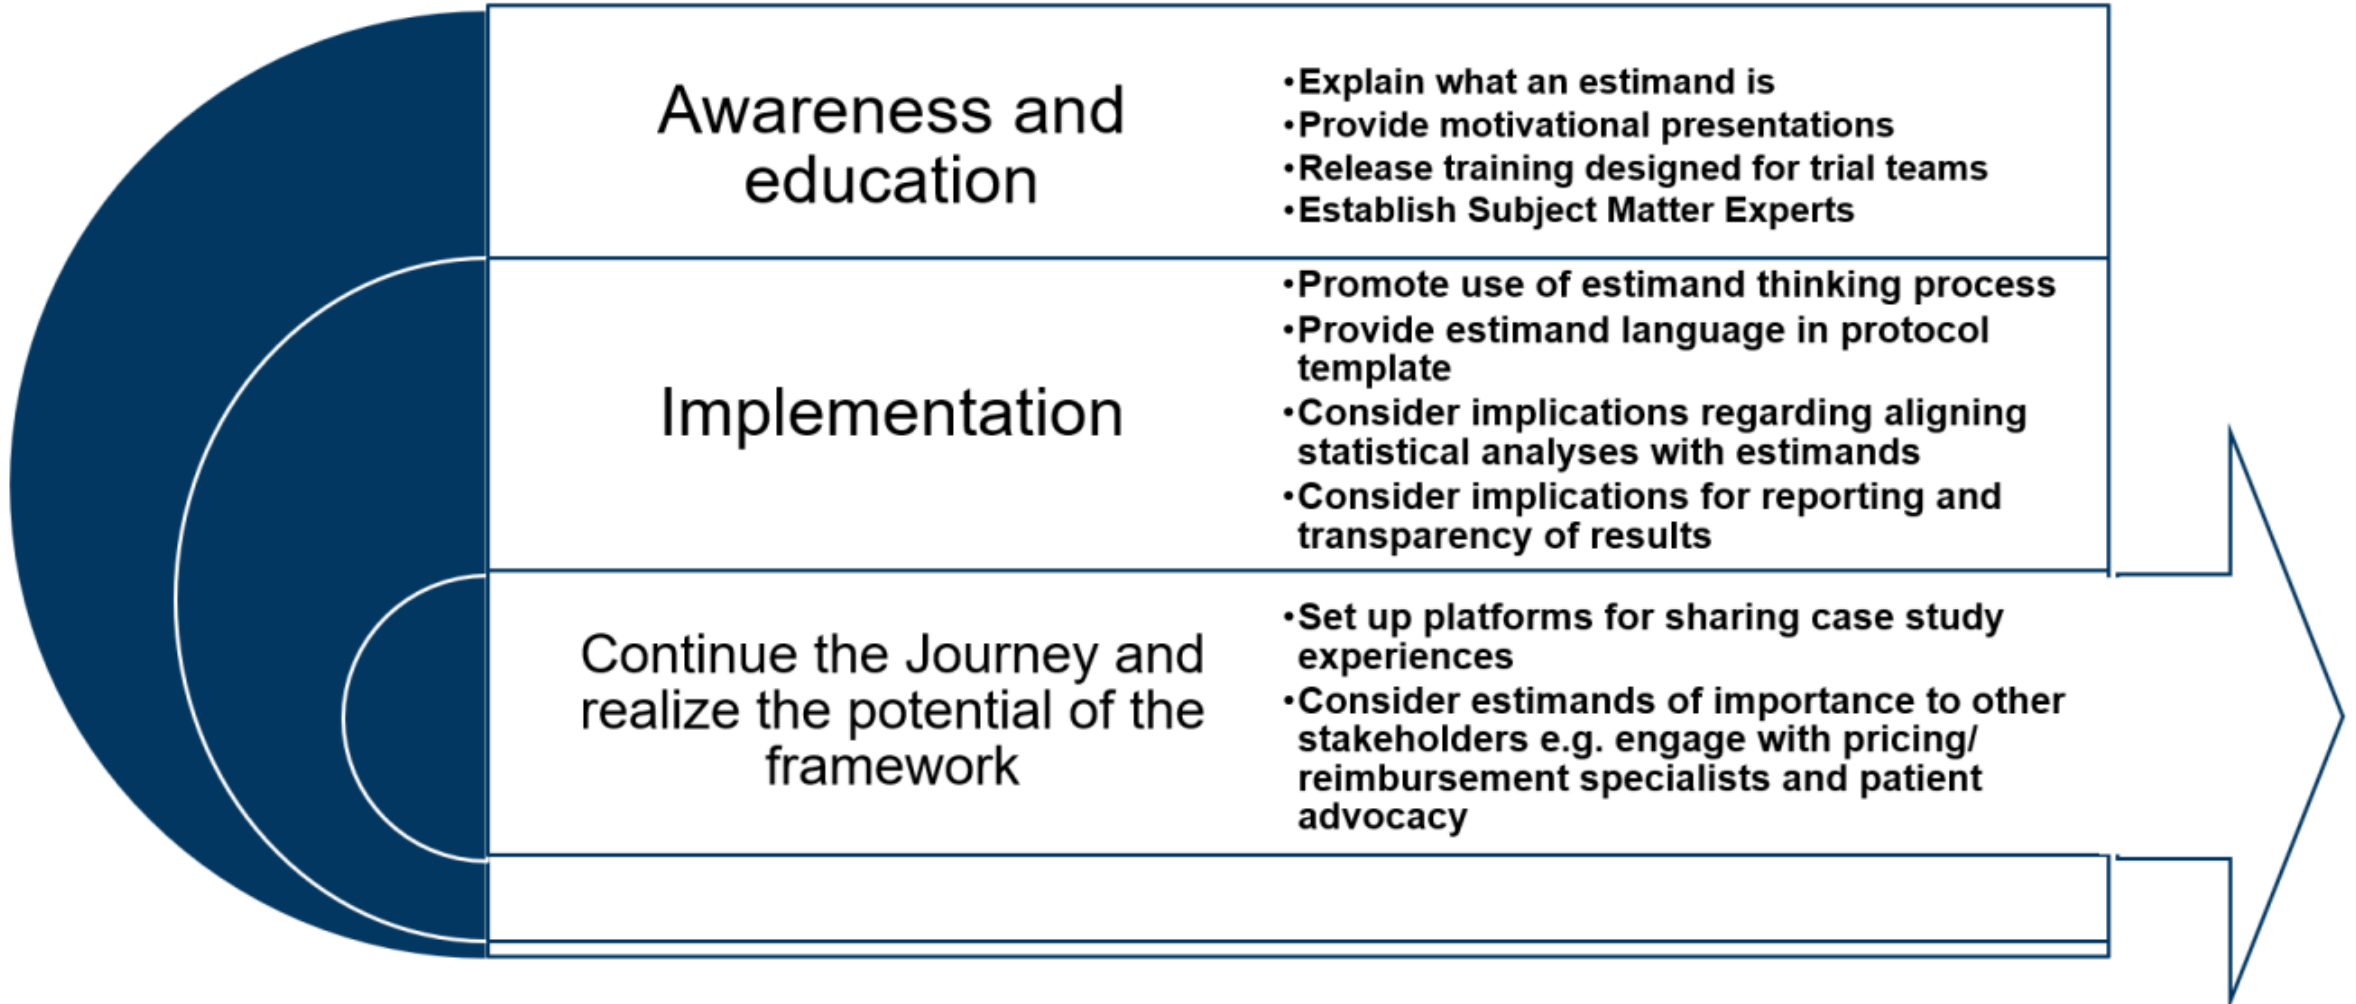 Awareness and
education
•Explain what an estimand is
•Provide motivational presentations
•Release training designed for trial teams
•Establish Subject Matter Experts
Implementation
•Promote use of estimand thinking process
•Provide estimand language in protocol
template
•Consider implications regarding aligning
statistical analyses with estimands
•Consider implications for reporting and
transparency of results
Continue the Journey and
realize the potential of the
framework
•Set up platforms for sharing case study
experiences
•Consider estimands of importance to other
stakeholders e.g. engage with pricing/
reimbursement specialists and patient
advocacy